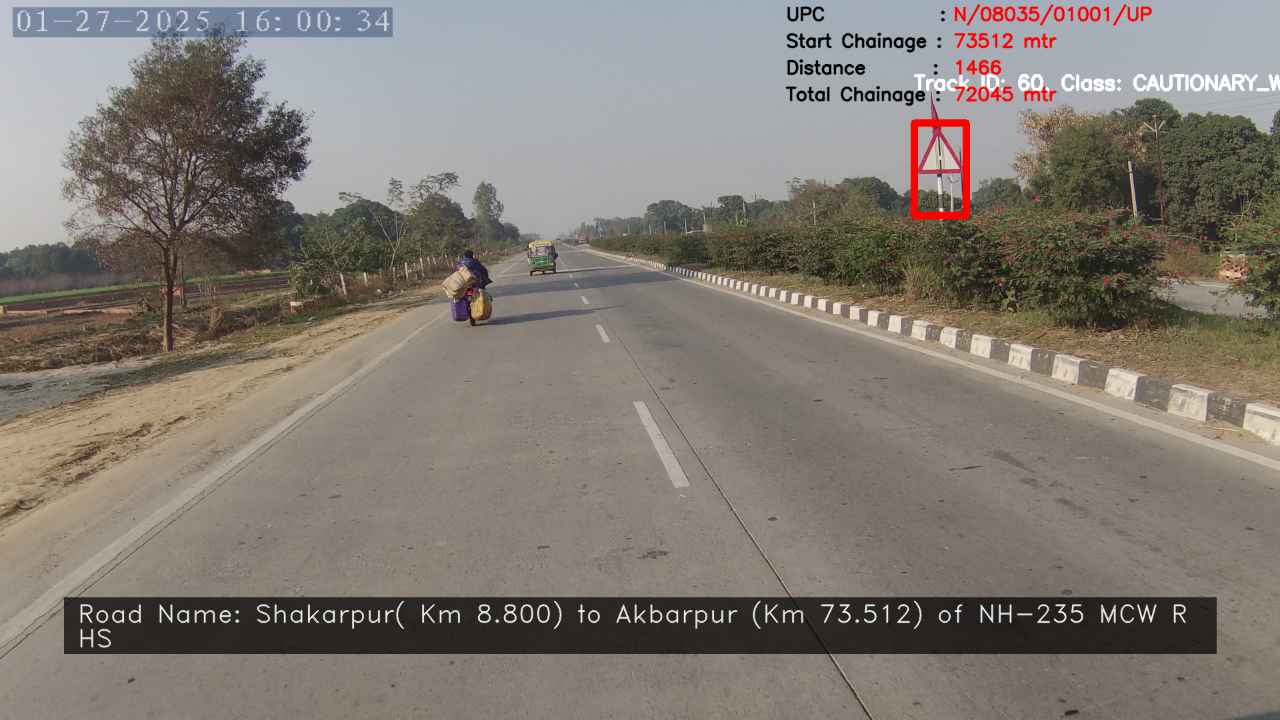 01-27-2025 16:00:34
UPC : N/08035/01001/UP
Start Chainage : 73512 mtr
Distance : 1466
Track ID: 60, Class: CAUTIONARY_W
Total Chainage : 72045 mtr
Road Name: Shakarpur( Km 8.800) to Akbarpur (Km 73.512) of NH-235 MCW R
HS